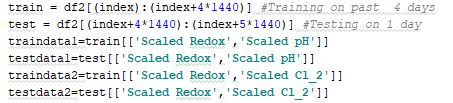 train = df2[(index):(index+4*1440)] #Training on past  4 days
test = df2[(index+4*1440):(index+5*1440)] #Testing on 1 day
traindata1=train[['Scaled Redox','Scaled pH']]
testdata1=test[['Scaled Redox','Scaled pH']]
traindata2=train[['Scaled Redox','Scaled Cl_2']]
testdata2=test[['Scaled Redox','Scaled Cl_2']]